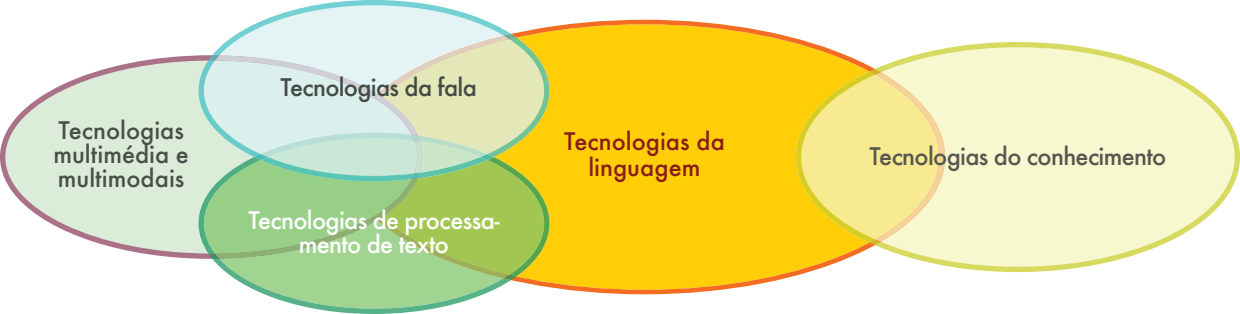 Tecnologias da fala
Tecnologias
multimédia e
multimodais
Tecnologias de processa-
mento de texto
Tecnologias da
linguagem
Tecnologias do conhecimento